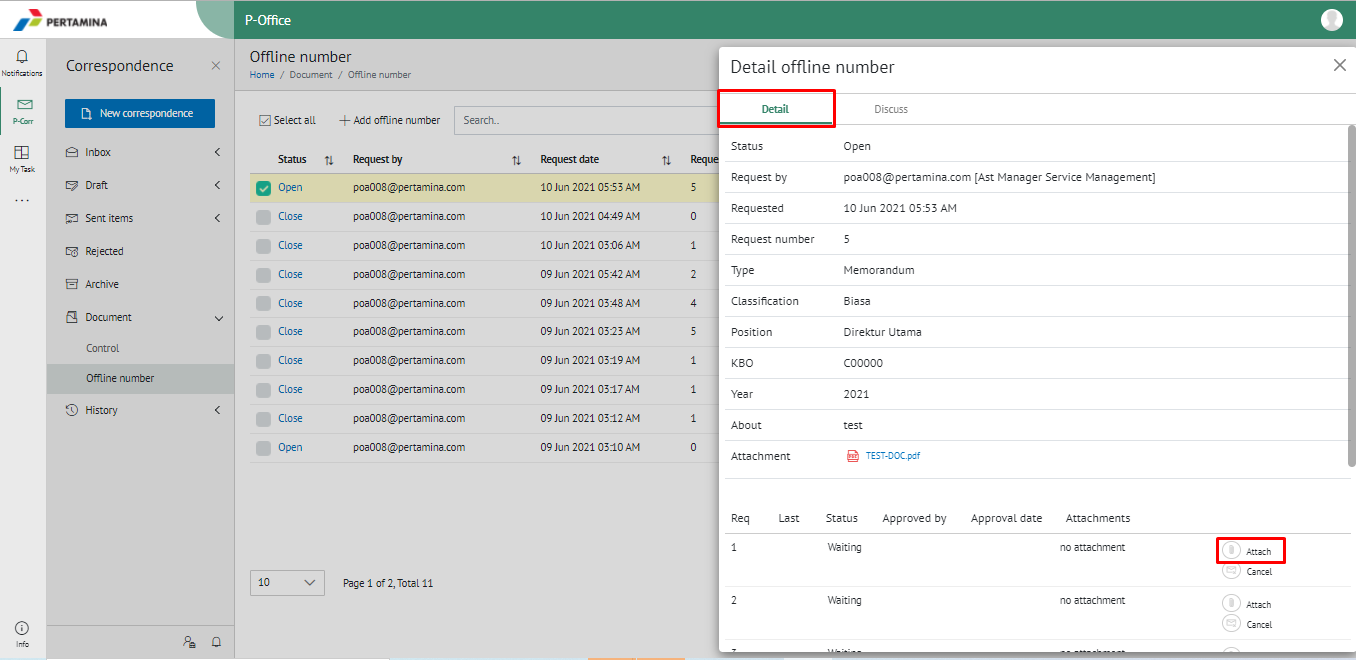 PERTAMINA
P-Office
Notifications
P-Corr
My Task
...
Info
Correspondence
New correspondence
Inbox
Draft
Sent items
Rejected
Archive
Document
Control
Offline number
History
Offline number
Home / Document / Offline number
Select all
Add offline number
Search..
Status Request by Request date Reque
Open poa008@pertamina.com 10 Jun 2021 05:53 AM 5
Close poa008@pertamina.com 10 Jun 2021 04:49 AM 0
Close poa008@pertamina.com 10 Jun 2021 03:06 AM 1
Close poa008@pertamina.com 09 Jun 2021 05:42 AM 2
Close poa008@pertamina.com 09 Jun 2021 03:48 AM 4
Close poa008@pertamina.com 09 Jun 2021 03:23 AM 5
Close poa008@pertamina.com 09 Jun 2021 03:19 AM 1
Close poa008@pertamina.com 09 Jun 2021 03:17 AM 1
Close poa008@pertamina.com 09 Jun 2021 03:12 AM 1
Open poa008@pertamina.com 09 Jun 2021 03:10 AM 0
10
Page 1 of 2, Total 11
Detail offline number
Detail Discuss
Status Open
Request by poa008@pertamina.com [Ast Manager Service Management]
Requested 10 Jun 2021 05:53 AM
Request number 5
Type Memorandum
Classification Biasa
Position Direktur Utama
KBO C00000
Year 2021
About test
Attachment TEST-DOC.pdf
Req Last Status Approved by Approval date Attachments
1 Waiting no attachment Attach
Cancel
2 Waiting no attachment Attach
Cancel
3 Waiting no attachment